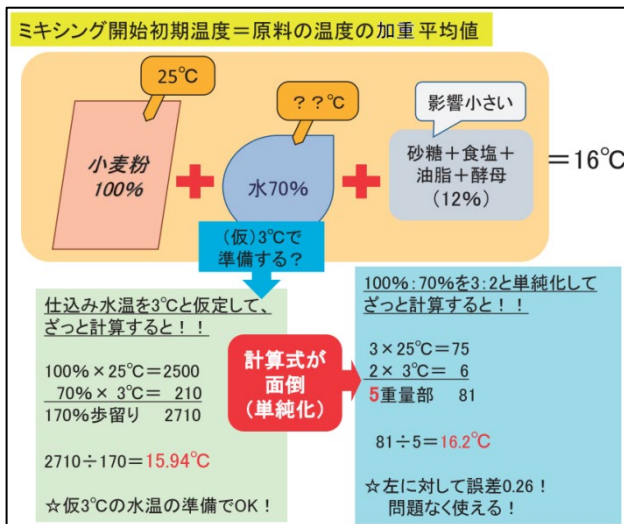 ミキシング開始初期温度＝原料の温度の加重平均値
25℃
？？℃
影響小さい
小麦粉
100％
水70％
砂糖＋食塩＋
油脂＋酵母
（12％）
＝16℃
（仮）3℃で
準備する？
仕込み水温を3℃と仮定して、
ざっと計算すると！！
100％×25℃＝2500
70％× 3℃＝ 210
170％歩留り 2710
2710÷170＝15.94℃
☆仮3℃の水温の準備でOK！
計算式が
面倒
（単純化）
100％：70％を3：2と単純化して
ざっと計算すると！！
3×25℃＝75
2× 3℃＝ 6
5重量部 81
81÷5＝16.2℃
☆左に対して誤差0.26！
問題なく使える！